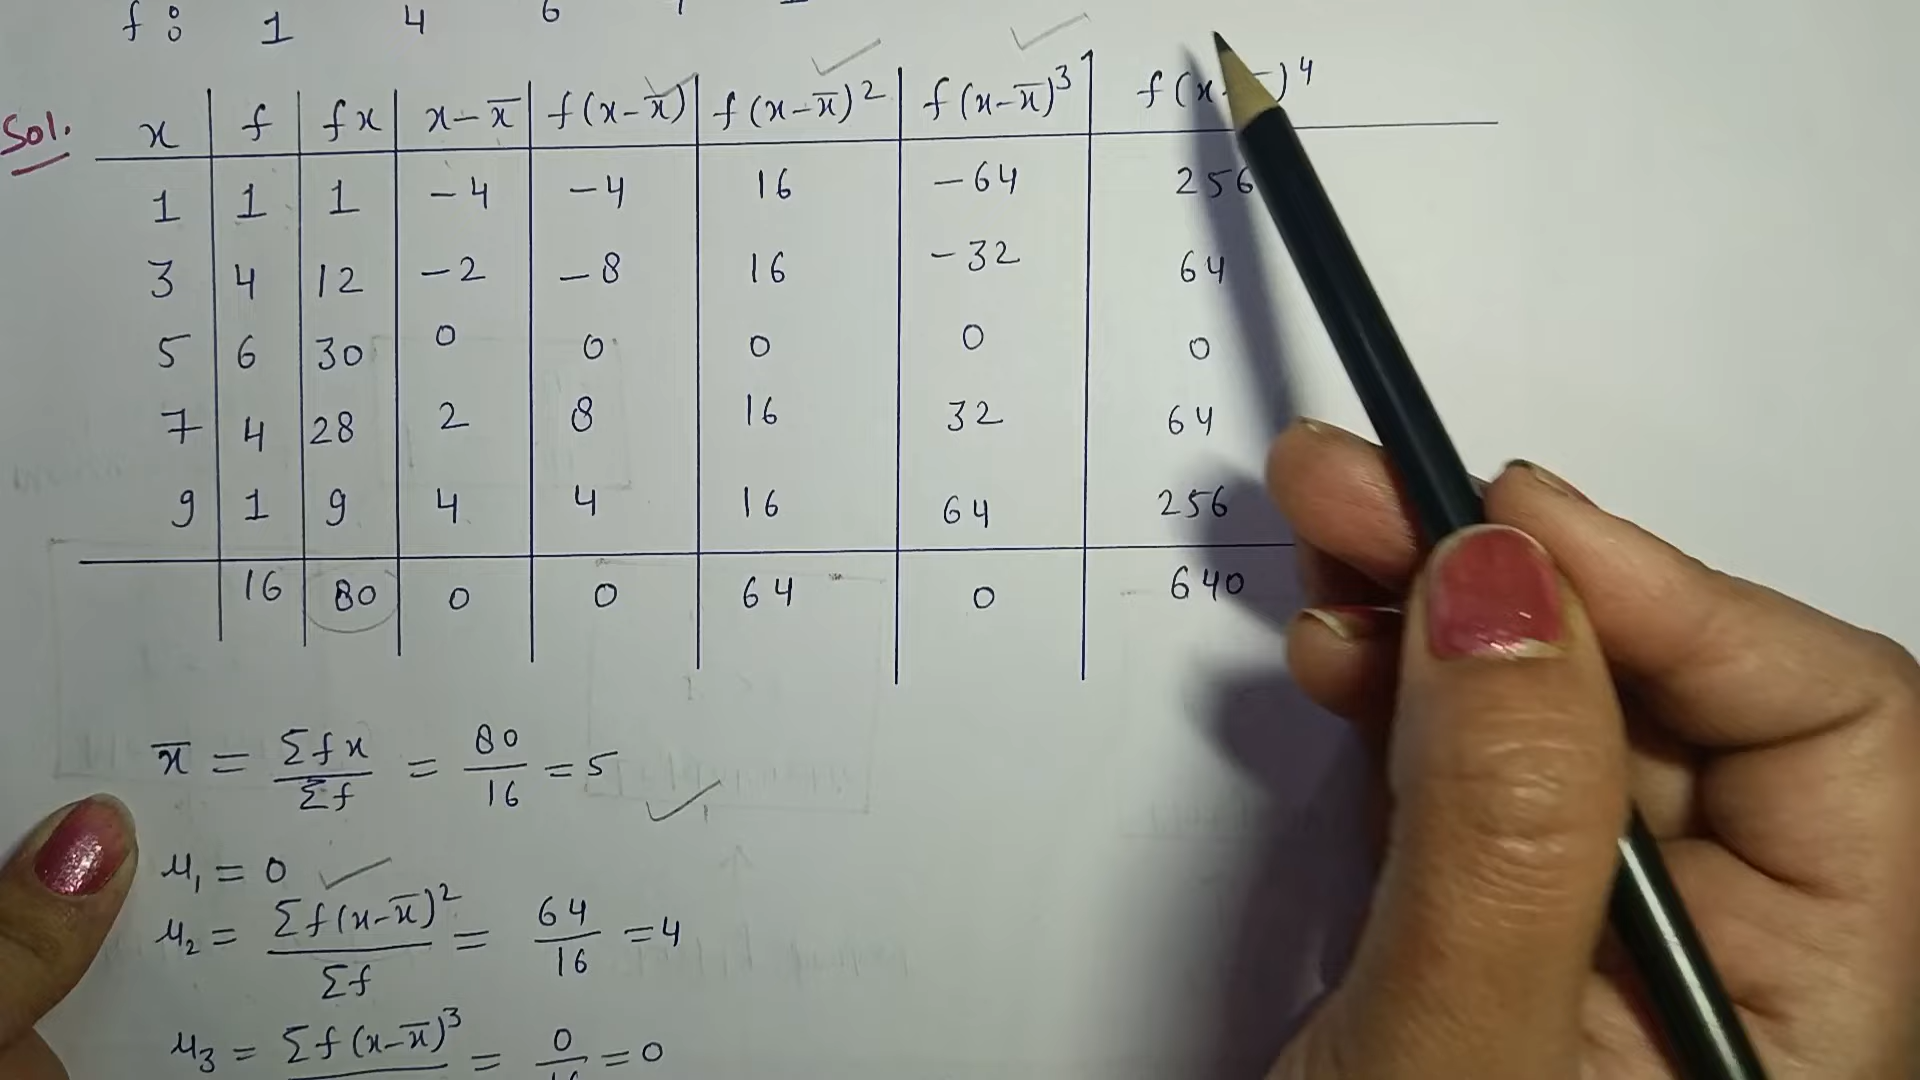 f : 1 4 6
Sol. x f fx x-x̄ f(x-x̄) f(x-x̄)² f(x-x̄)³ f(x- )⁴
1 1 1 -4 -4 16 -64 256
3 4 12 -2 -8 16 -32 64
5 6 30 0 0 0 0 0
7 4 28 2 8 16 32 64
9 1 9 4 4 16 64 256
16 80 0 0 64 0 640
x̄ = Σfx/Σf = 80/16 = 5
μ₁ = 0
μ₂ = Σf(x-x̄)²/Σf = 64/16 = 4
μ₃ = Σf(x-x̄)³ = 0/16 = 0